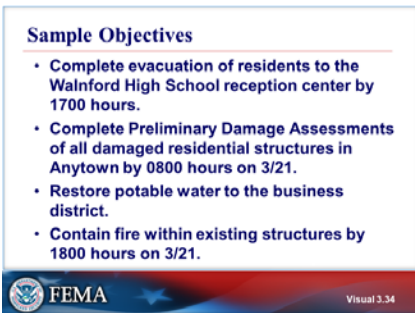 Sample Objectives
• Complete evacuation of residents to the
Walnford High School reception center by
1700 hours.
• Complete Preliminary Damage Assessments
of all damaged residential structures in
Anytown by 0800 hours on 3/21.
• Restore potable water to the business
district.
• Contain fire within existing structures by
1800 hours on 3/21.
FEMA
Visual 3.34